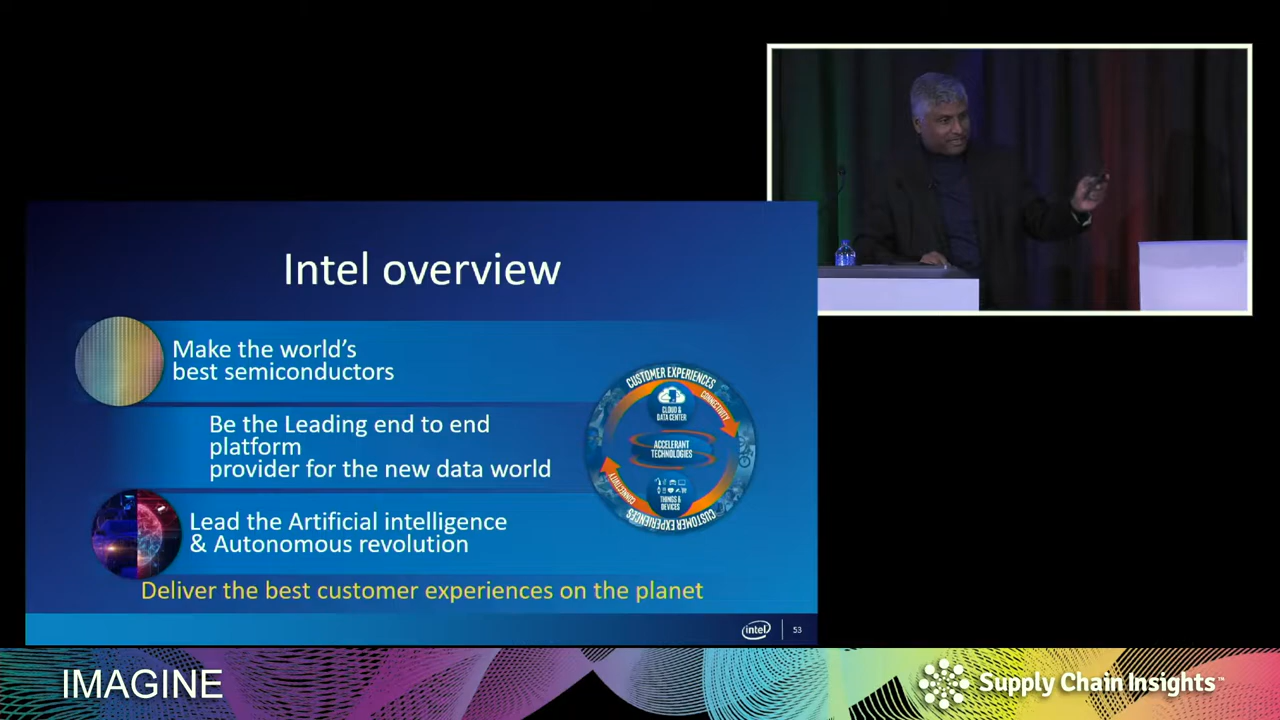 Intel overview
Make the world's
best semiconductors
Be the Leading end to end
platform
provider for the new data world
Lead the Artificial intelligence
& Autonomous revolution
Deliver the best customer experiences on the planet
CUSTOMER EXPERIENCES
CLOUD &
DATA CENTER
CONNECTIVITY
ACCELERANT
TECHNOLOGIES
CONNECTIVITY
THINGS &
DEVICES
CUSTOMER EXPERIENCES
intel
53
IMAGINE
Supply Chain Insights™